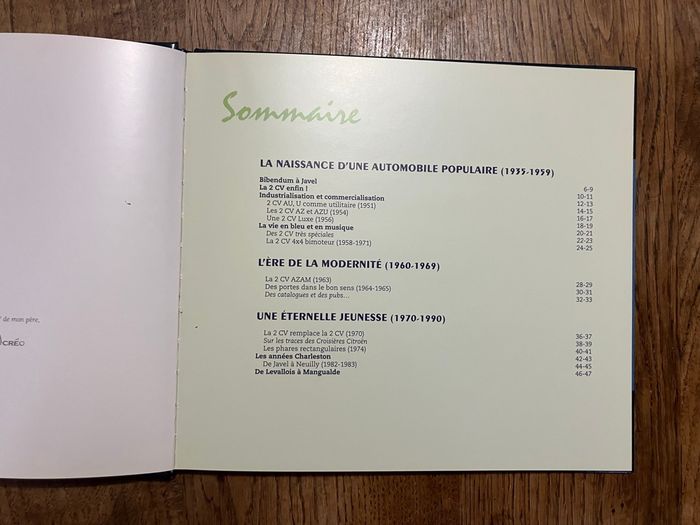 de mon père,
CRÉO
Sommaire
LA NAISSANCE D'UNE AUTOMOBILE POPULAIRE (1935-1959)
Bibendum à Javel 6-9
La 2 CV enfin ! 10-11
Industrialisation et commercialisation 12-13
2 CV AU, U comme utilitaire (1951) 14-15
Les 2 CV AZ et AZU (1954) 16-17
Une 2 CV Luxe (1956) 18-19
La vie en bleu et en musique 20-21
Des 2 CV très spéciales 22-23
La 2 CV 4x4 bimoteur (1958-1971) 24-25
L'ÈRE DE LA MODERNITÉ (1960-1969)
La 2 CV AZAM (1963) 28-29
Des portes dans le bon sens (1964-1965) 30-31
Des catalogues et des pubs... 32-33
UNE ÉTERNELLE JEUNESSE (1970-1990)
La 2 CV remplace la 2 CV (1970) 36-37
Sur les traces des Croisières Citroën 38-39
Les phares rectangulaires (1974) 40-41
Les années Charleston 42-43
De Javel à Neuilly (1982-1983) 44-45
De Levallois à Mangualde 46-47